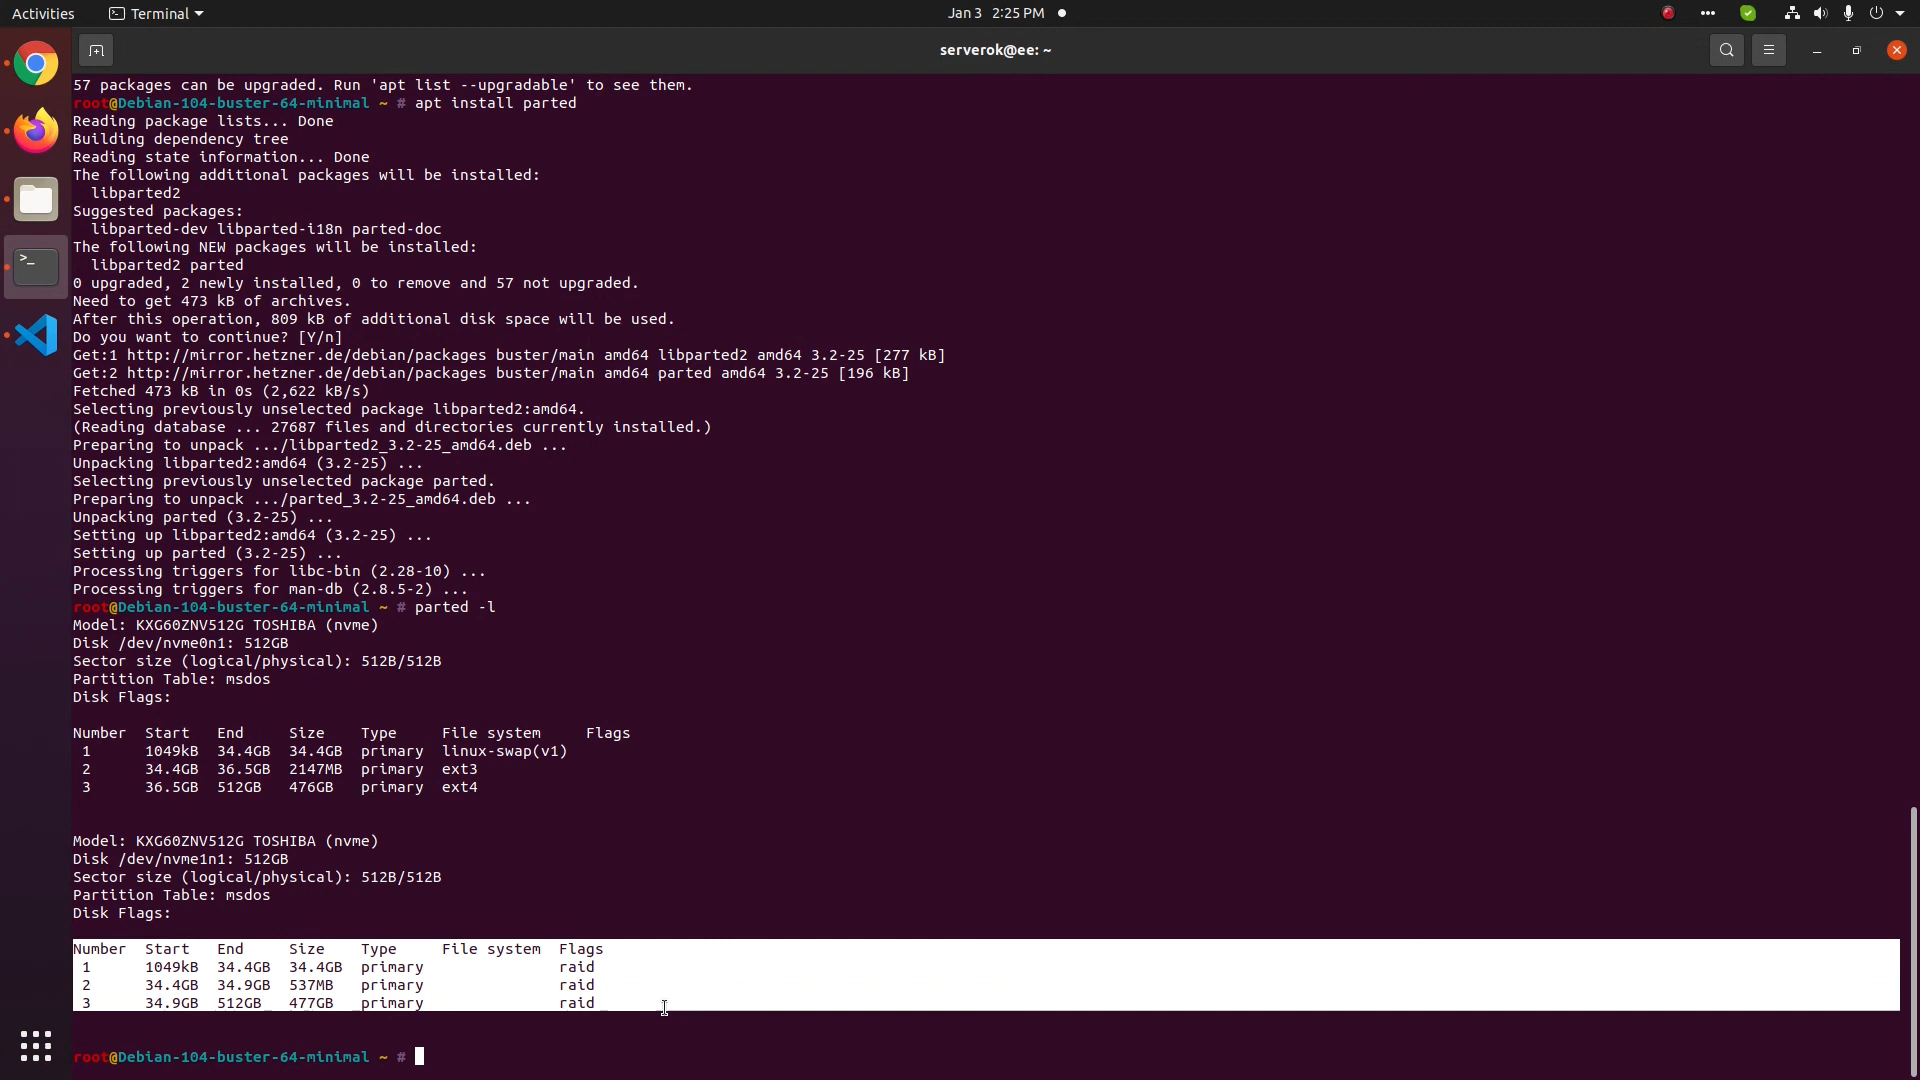 Activities Terminal Jan 3 2:25 PM
serverok@ee: ~
57 packages can be upgraded. Run 'apt list --upgradable' to see them.
root@Debian-104-buster-64-minimal ~ # apt install parted
Reading package lists... Done
Building dependency tree
Reading state information... Done
The following additional packages will be installed:
  libparted2
Suggested packages:
  libparted-dev libparted-i18n parted-doc
The following NEW packages will be installed:
  libparted2 parted
0 upgraded, 2 newly installed, 0 to remove and 57 not upgraded.
Need to get 473 kB of archives.
After this operation, 809 kB of additional disk space will be used.
Do you want to continue? [Y/n]
Get:1 http://mirror.hetzner.de/debian/packages buster/main amd64 libparted2 amd64 3.2-25 [277 kB]
Get:2 http://mirror.hetzner.de/debian/packages buster/main amd64 parted amd64 3.2-25 [196 kB]
Fetched 473 kB in 0s (2,622 kB/s)
Selecting previously unselected package libparted2:amd64.
(Reading database ... 27687 files and directories currently installed.)
Preparing to unpack .../libparted2_3.2-25_amd64.deb ...
Unpacking libparted2:amd64 (3.2-25) ...
Selecting previously unselected package parted.
Preparing to unpack .../parted_3.2-25_amd64.deb ...
Unpacking parted (3.2-25) ...
Setting up libparted2:amd64 (3.2-25) ...
Setting up parted (3.2-25) ...
Processing triggers for libc-bin (2.28-10) ...
Processing triggers for man-db (2.8.5-2) ...
root@Debian-104-buster-64-minimal ~ # parted -l
Model: KXG60ZNV512G TOSHIBA (nvme)
Disk /dev/nvme0n1: 512GB
Sector size (logical/physical): 512B/512B
Partition Table: msdos
Disk Flags:
Number  Start   End     Size    Type     File system     Flags
 1      1049kB  34.4GB  34.4GB  primary  linux-swap(v1)
 2      34.4GB  36.5GB  2147MB  primary  ext3
 3      36.5GB  512GB   476GB   primary  ext4
Model: KXG60ZNV512G TOSHIBA (nvme)
Disk /dev/nvme1n1: 512GB
Sector size (logical/physical): 512B/512B
Partition Table: msdos
Disk Flags:
Number  Start   End     Size    Type     File system  Flags
 1      1049kB  34.4GB  34.4GB  primary               raid
 2      34.4GB  34.9GB  537MB   primary               raid
 3      34.9GB  512GB   477GB   primary               raid
root@Debian-104-buster-64-minimal ~ #